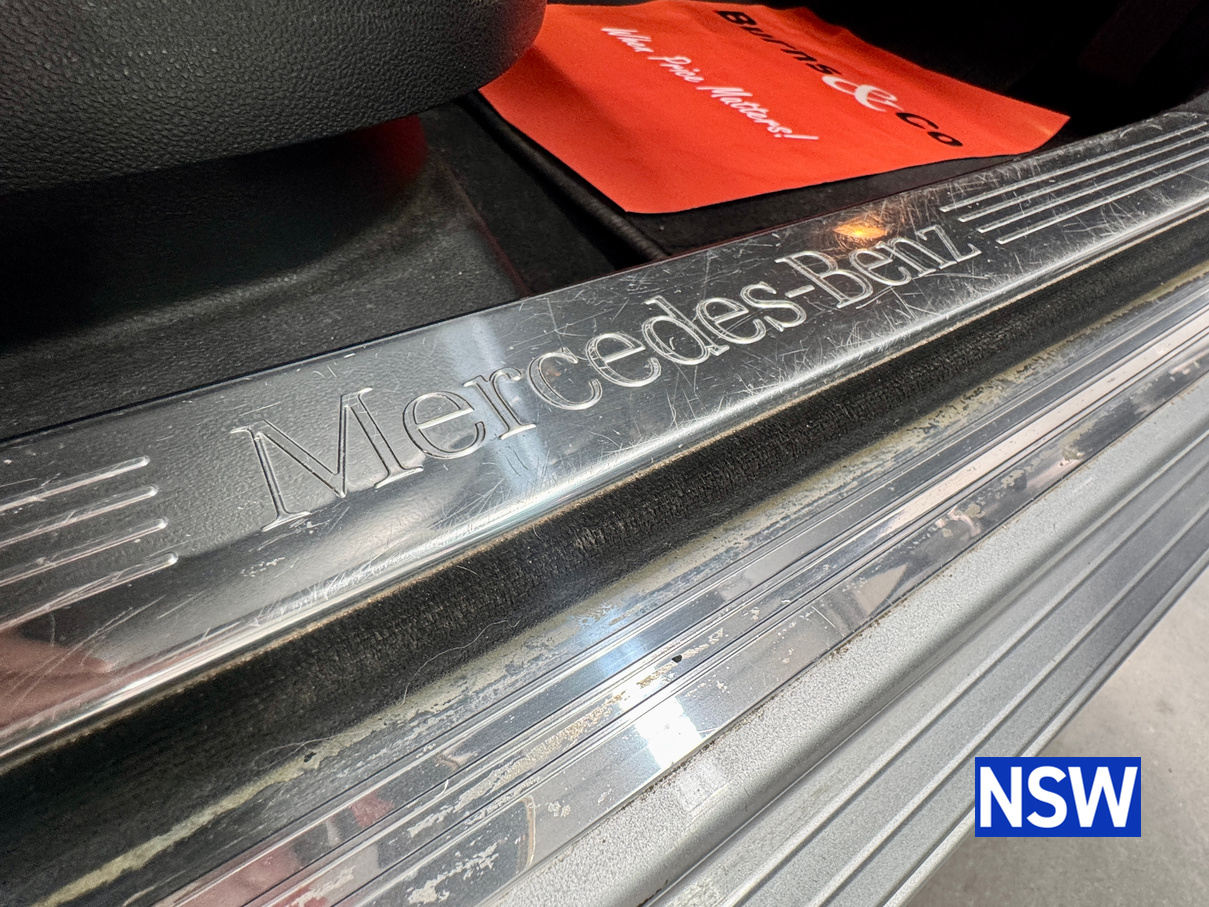 Burns & Co
When Price Matters!
Mercedes-Benz
NSW